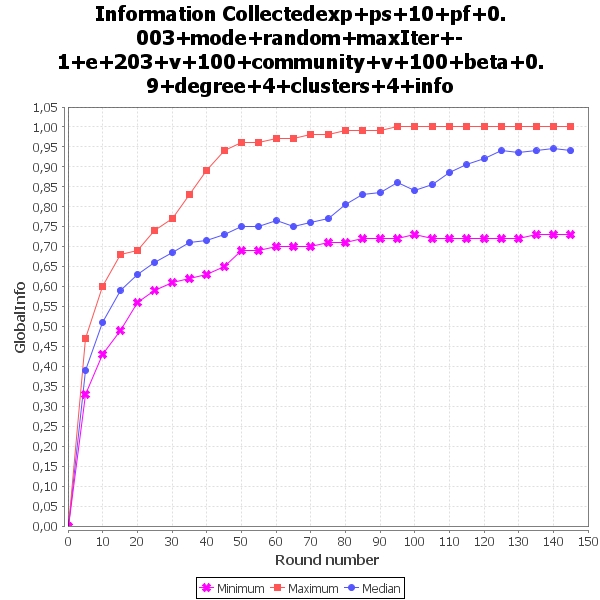 Information Collectedexp+ps+10+pf+0.
003+mode+random+maxIter+-
1+e+203+v+100+community+v+100+beta+0.
9+degree+4+clusters+4+info
1,05
1,00
0,95
0,90
0,85
0,80
0,75
0,70
0,65
0,60
0,55
0,50
0,45
0,40
0,35
0,30
0,25
0,20
0,15
0,10
0,05
0,00
GlobalInfo
0 10 20 30 40 50 60 70 80 90 100 110 120 130 140 150
Round number
Minimum Maximum Median